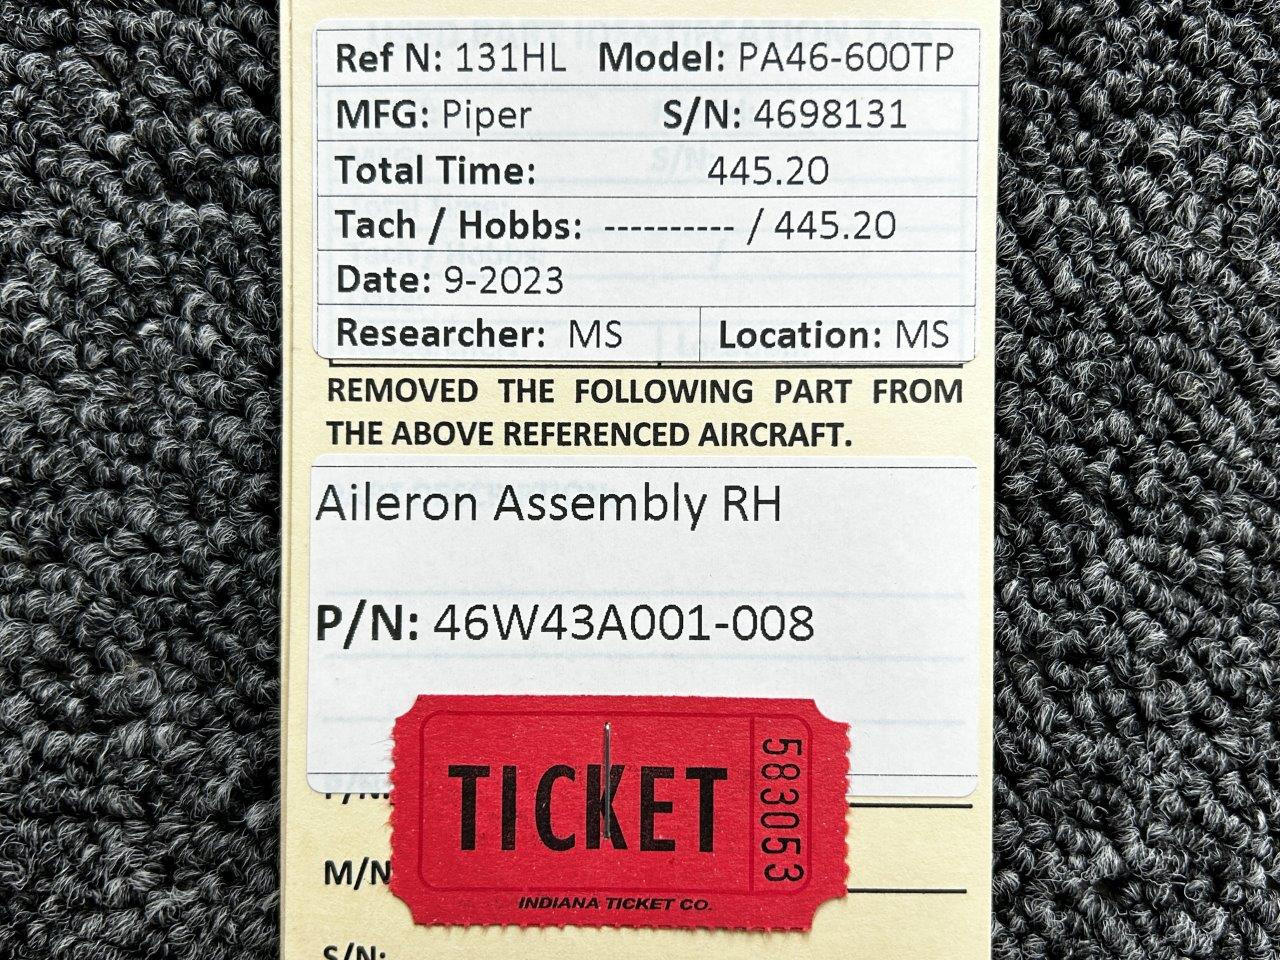 Ref N: 131HL Model: PA46-600TP
MFG: Piper S/N: 4698131
Total Time: 445.20
Tach / Hobbs: ---------- / 445.20
Date: 9-2023
Researcher: MS Location: MS
REMOVED THE FOLLOWING PART FROM
THE ABOVE REFERENCED AIRCRAFT.
Aileron Assembly RH
P/N: 46W43A001-008
P/N:
TICKET
583053
M/N
INDIANA TICKET CO.
S/N: